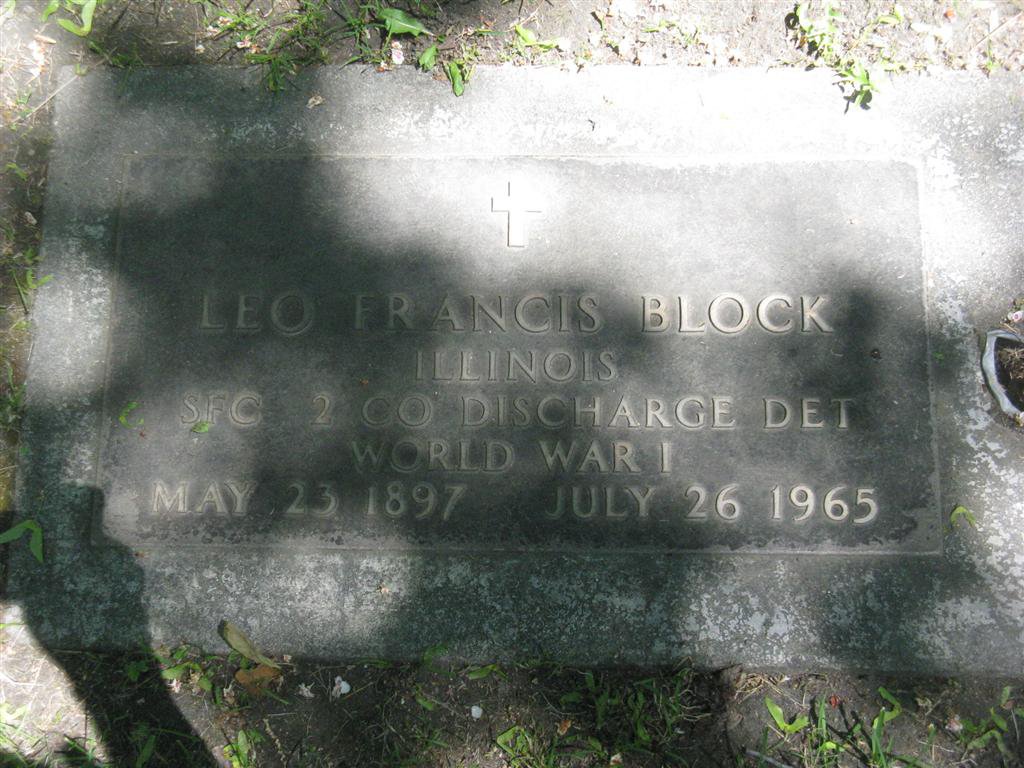 LEO FRANCIS BLOCK
ILLINOIS
SFC 2 CO DISCHARGE DET
WORLD WAR I
MAY 23 1897 JULY 26 1965